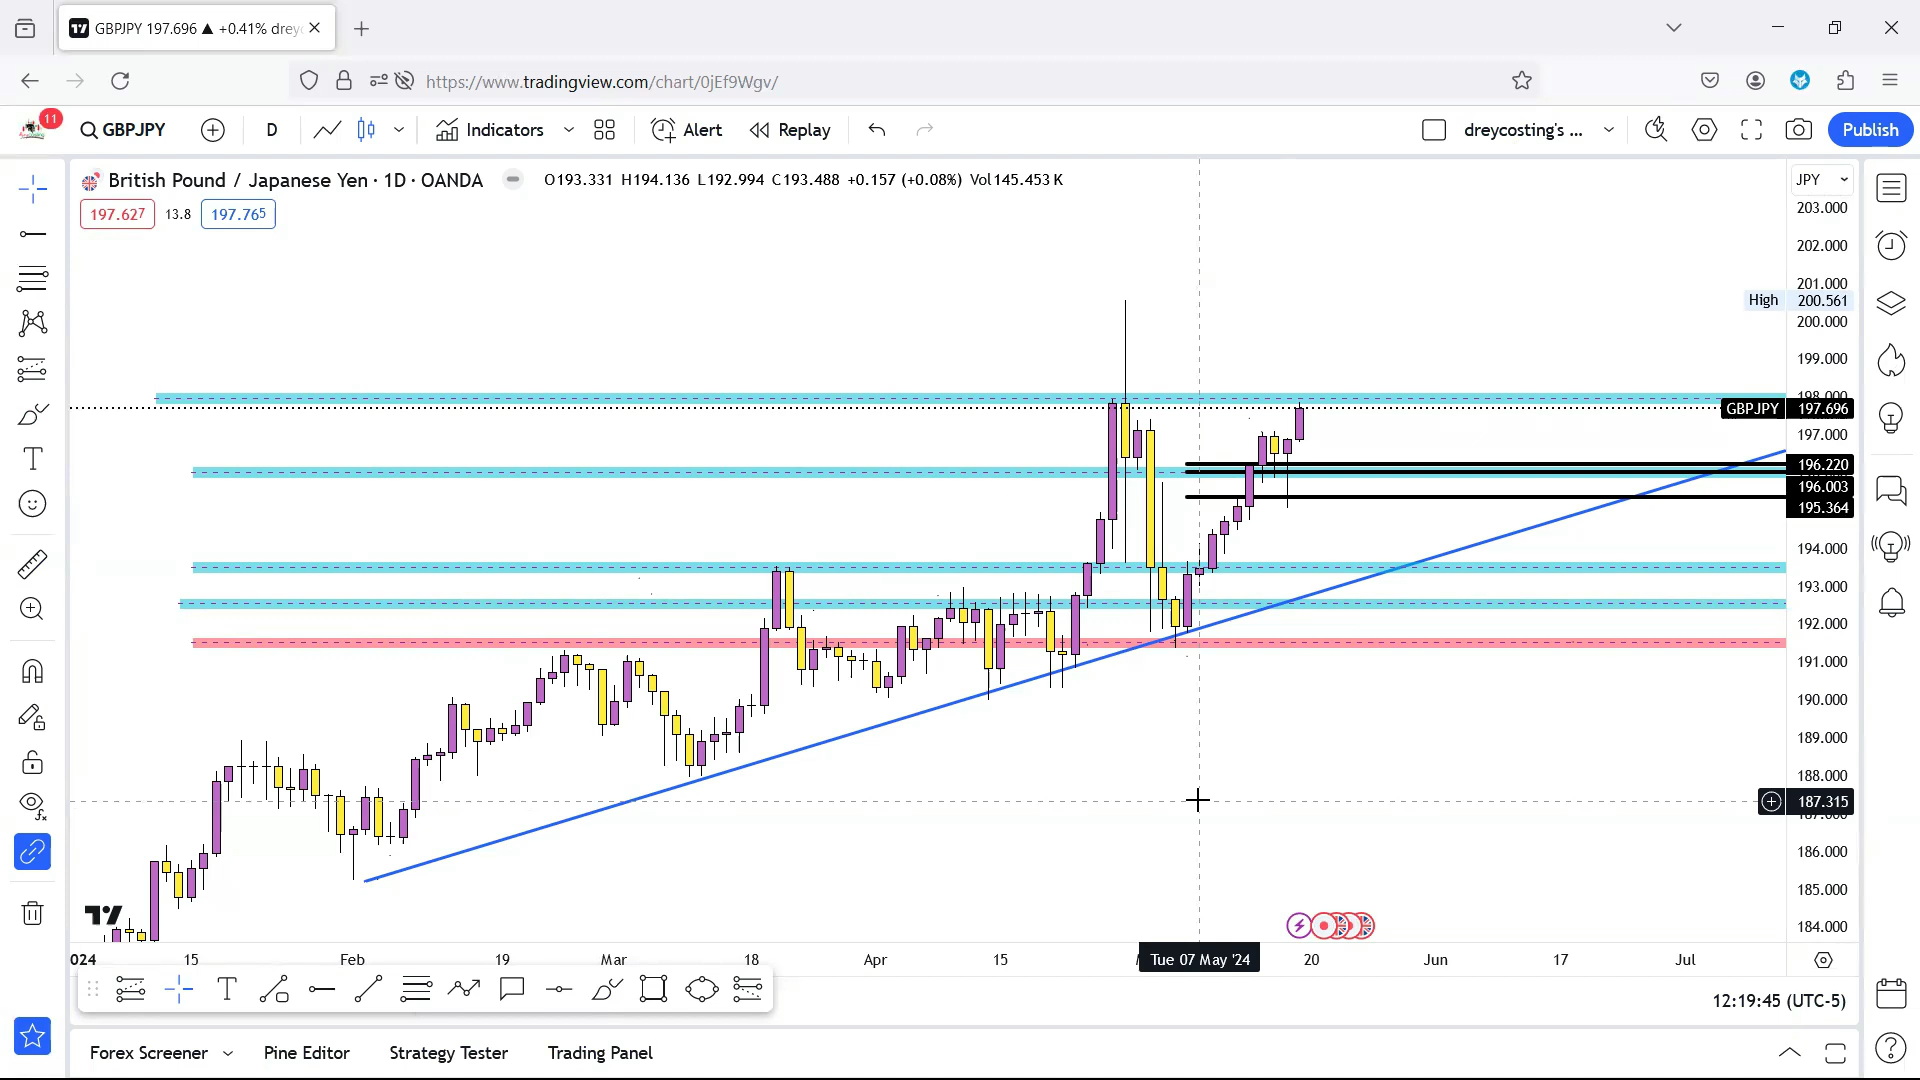 GBPJPY 197.696 ▲ +0.41% drey
https://www.tradingview.com/chart/0jEf9Wgv/
11
GBPJPY
D
Indicators
Alert
Replay
dreycosting's ...
Publish
British Pound / Japanese Yen · 1D · OANDA
O193.331 H194.136 L192.994 C193.488 +0.157 (+0.08%) Vol145.453 K
JPY
197.627 13.8 197.765
203.000
202.000
201.000
High 200.561
200.000
199.000
198.000
GBPJPY 197.696
197.000
196.220
196.003
195.364
194.000
193.000
192.000
191.000
190.000
189.000
188.000
187.315
187.000
186.000
185.000
184.000
024 15 Feb 19 Mar 18 Apr 15 Tue 07 May '24 20 Jun 17 Jul
12:19:45 (UTC-5)
Forex Screener Pine Editor Strategy Tester Trading Panel